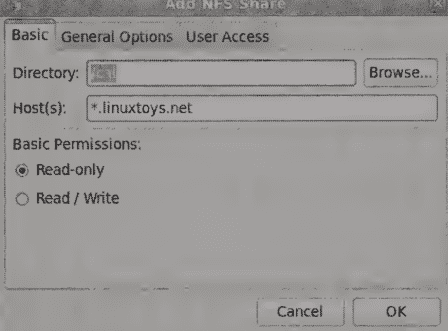 Add NFS Share
Basic General Options User Access
Directory: Browse...
Host(s): *.linuxtoys.net
Basic Permissions:
Read-only
Read / Write
Cancel OK